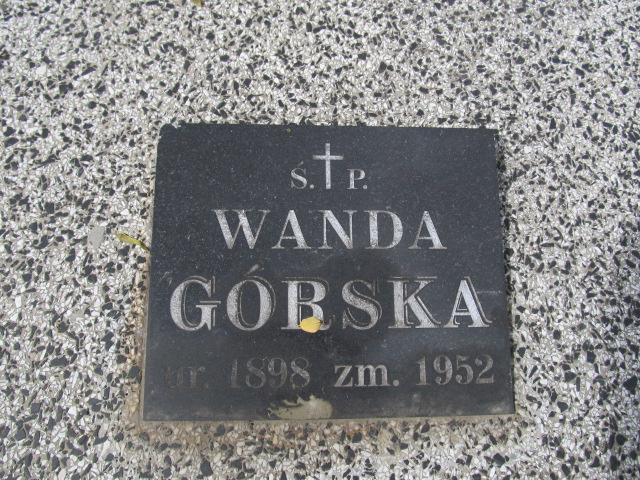 Ś.P.
WANDA
GÓRSKA
ur. 1898 zm. 1952